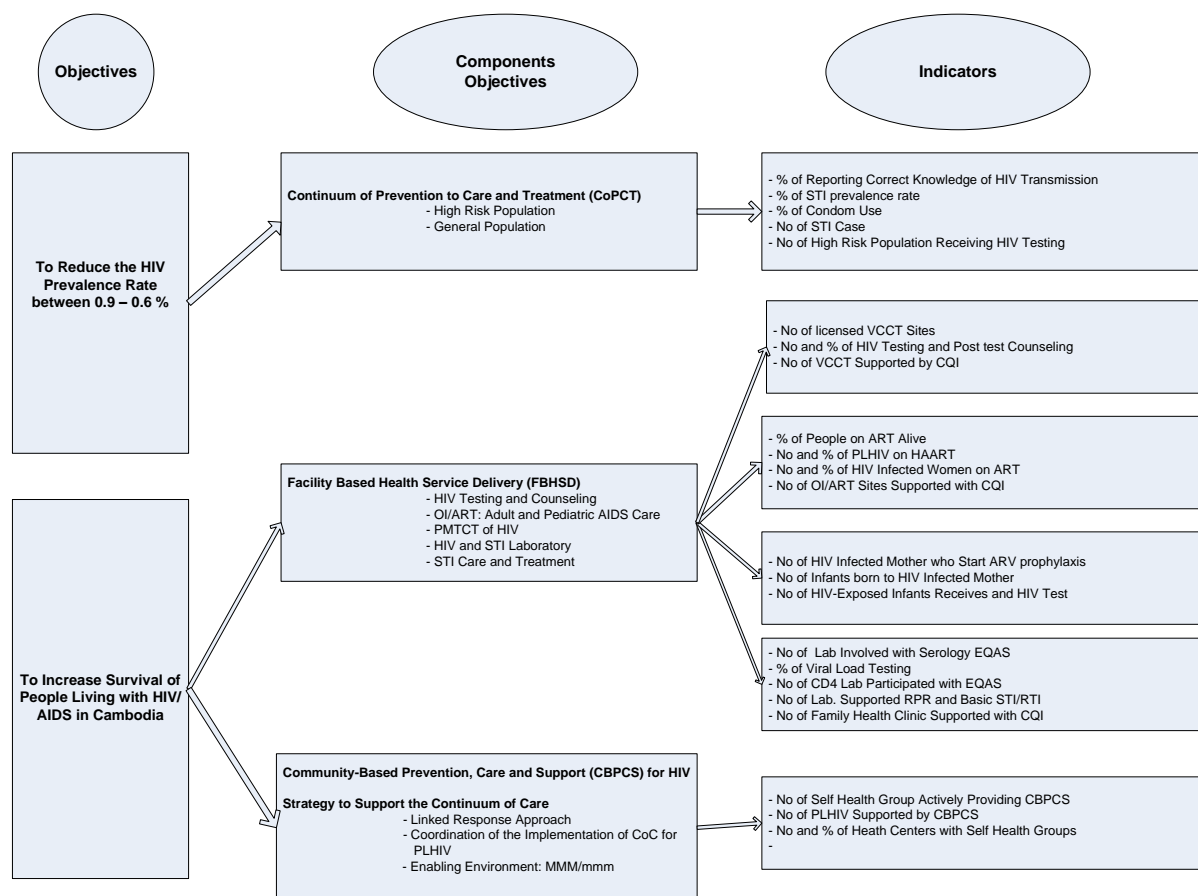 Objectives
Components
Objectives
Indicators
To Reduce the HIV
Prevalence Rate
between 0.9 – 0.6 %
Continuum of Prevention to Care and Treatment (CoPCT)
- High Risk Population
- General Population
- % of Reporting Correct Knowledge of HIV Transmission
- % of STI prevalence rate
- % of Condom Use
- No of STI Case
- No of High Risk Population Receiving HIV Testing
- No of licensed VCCT Sites
- No and % of HIV Testing and Post test Counseling
- No of VCCT Supported by CQI
Facility Based Health Service Delivery (FBHSD)
- HIV Testing and Counseling
- OI/ART: Adult and Pediatric AIDS Care
- PMTCT of HIV
- HIV and STI Laboratory
- STI Care and Treatment
- % of People on ART Alive
- No and % of PLHIV on HAART
- No and % of HIV Infected Women on ART
- No of OI/ART Sites Supported with CQI
- No of HIV Infected Mother who Start ARV prophylaxis
- No of Infants born to HIV Infected Mother
- No of HIV-Exposed Infants Receives and HIV Test
To Increase Survival of
People Living with HIV/
AIDS in Cambodia
- No of  Lab Involved with Serology EQAS
- % of Viral Load Testing
- No of CD4 Lab Participated with EQAS
- No of Lab. Supported RPR and Basic STI/RTI
- No of Family Health Clinic Supported with CQI
Community-Based Prevention, Care and Support (CBPCS) for HIV
Strategy to Support the Continuum of Care
- Linked Response Approach
- Coordination of the Implementation of CoC for
PLHIV
- Enabling Environment: MMM/mmm
- No of Self Health Group Actively Providing CBPCS
- No of PLHIV Supported by CBPCS
- No and % of Heath Centers with Self Health Groups
-